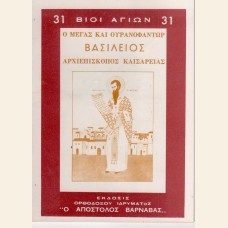 31 ΒΙΟΙ ΑΓΙΩΝ 31
Ο ΜΕΓΑΣ ΚΑΙ ΟΥΡΑΝΟΦΑΝΤΩΡ
ΒΑΣΙΛΕΙΟΣ
ΑΡΧΙΕΠΙΣΚΟΠΟΣ ΚΑΙΣΑΡΕΙΑΣ
ΕΚΔΟΣΙΣ
ΟΡΘΟΔΟΞΟΥ ΙΔΡΥΜΑΤΟΣ
"Ο ΑΠΟΣΤΟΛΟΣ ΒΑΡΝΑΒΑΣ„